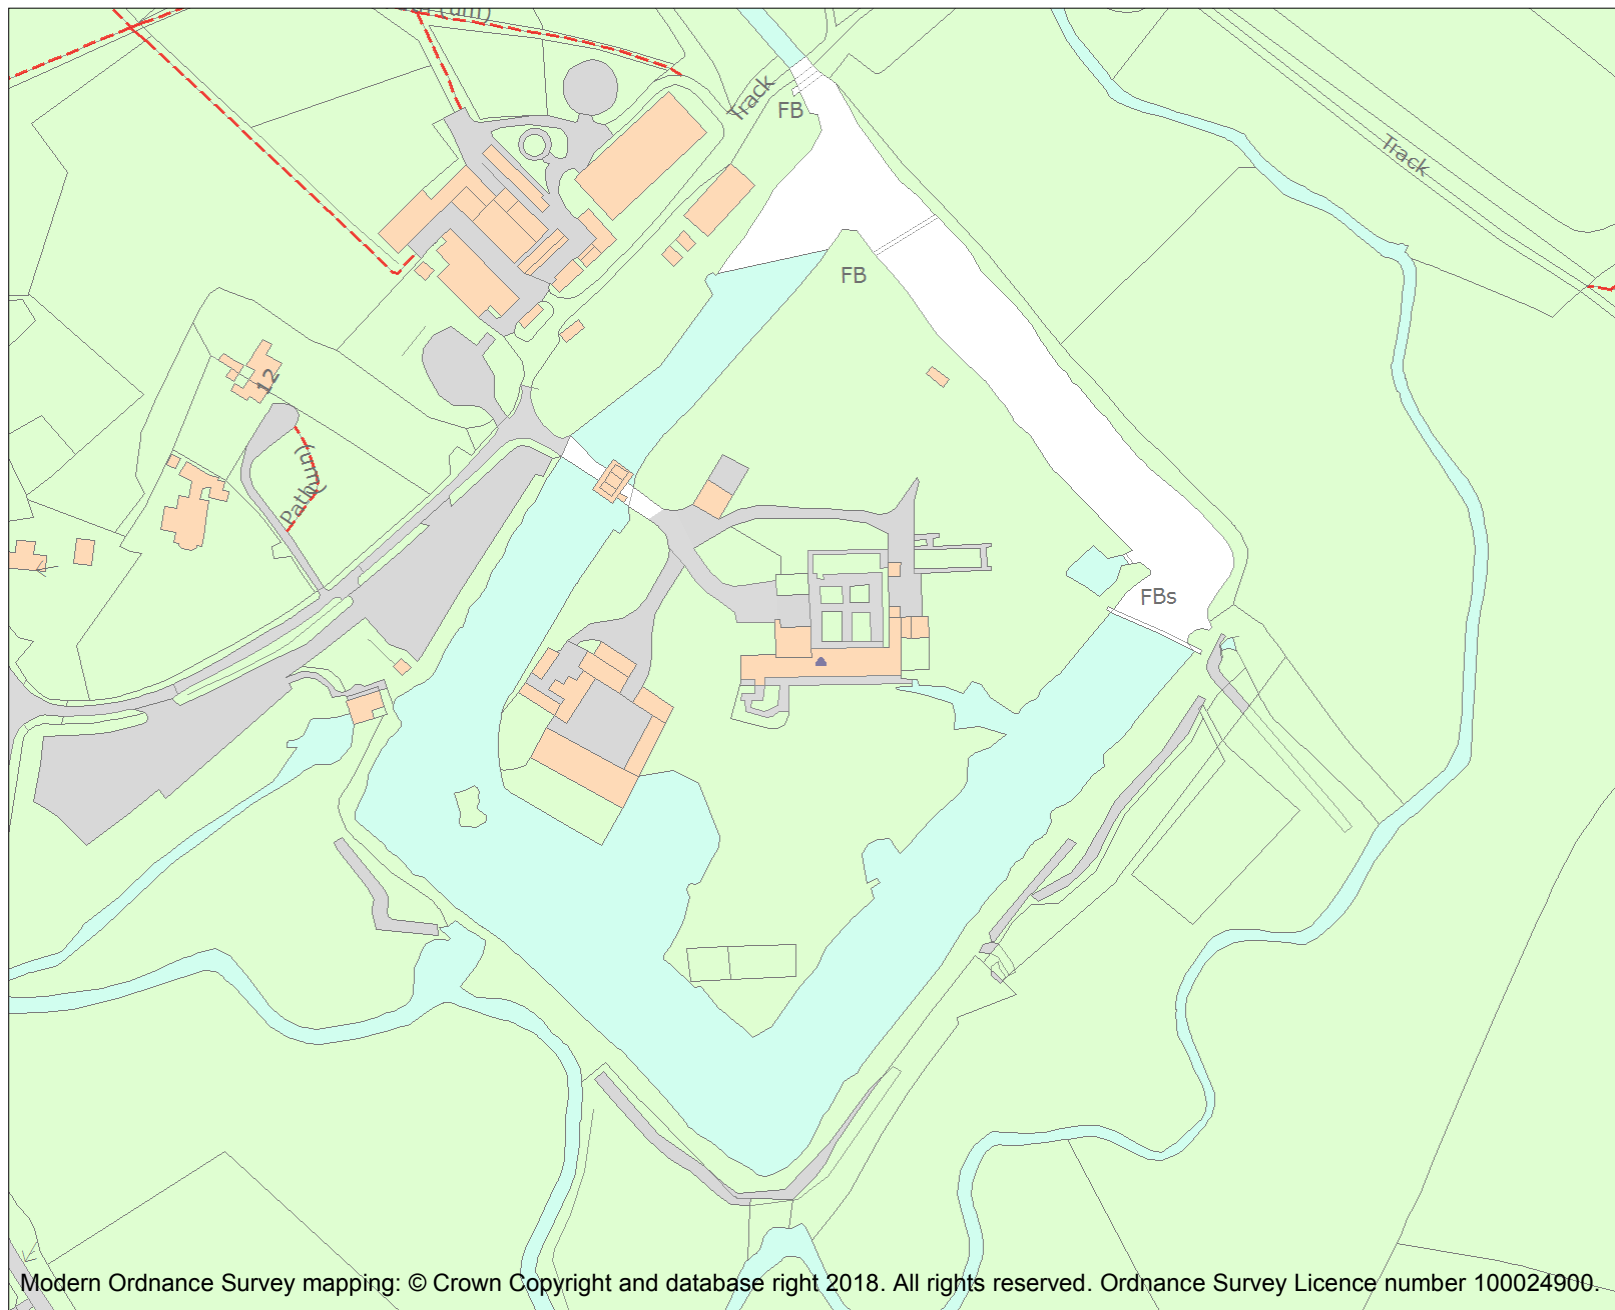 (um)
Track
FB
Track
FB
12
Path (um)
FBs
Modern Ordnance Survey mapping: © Crown Copyright and database right 2018. All rights reserved. Ordnance Survey Licence number 100024900.